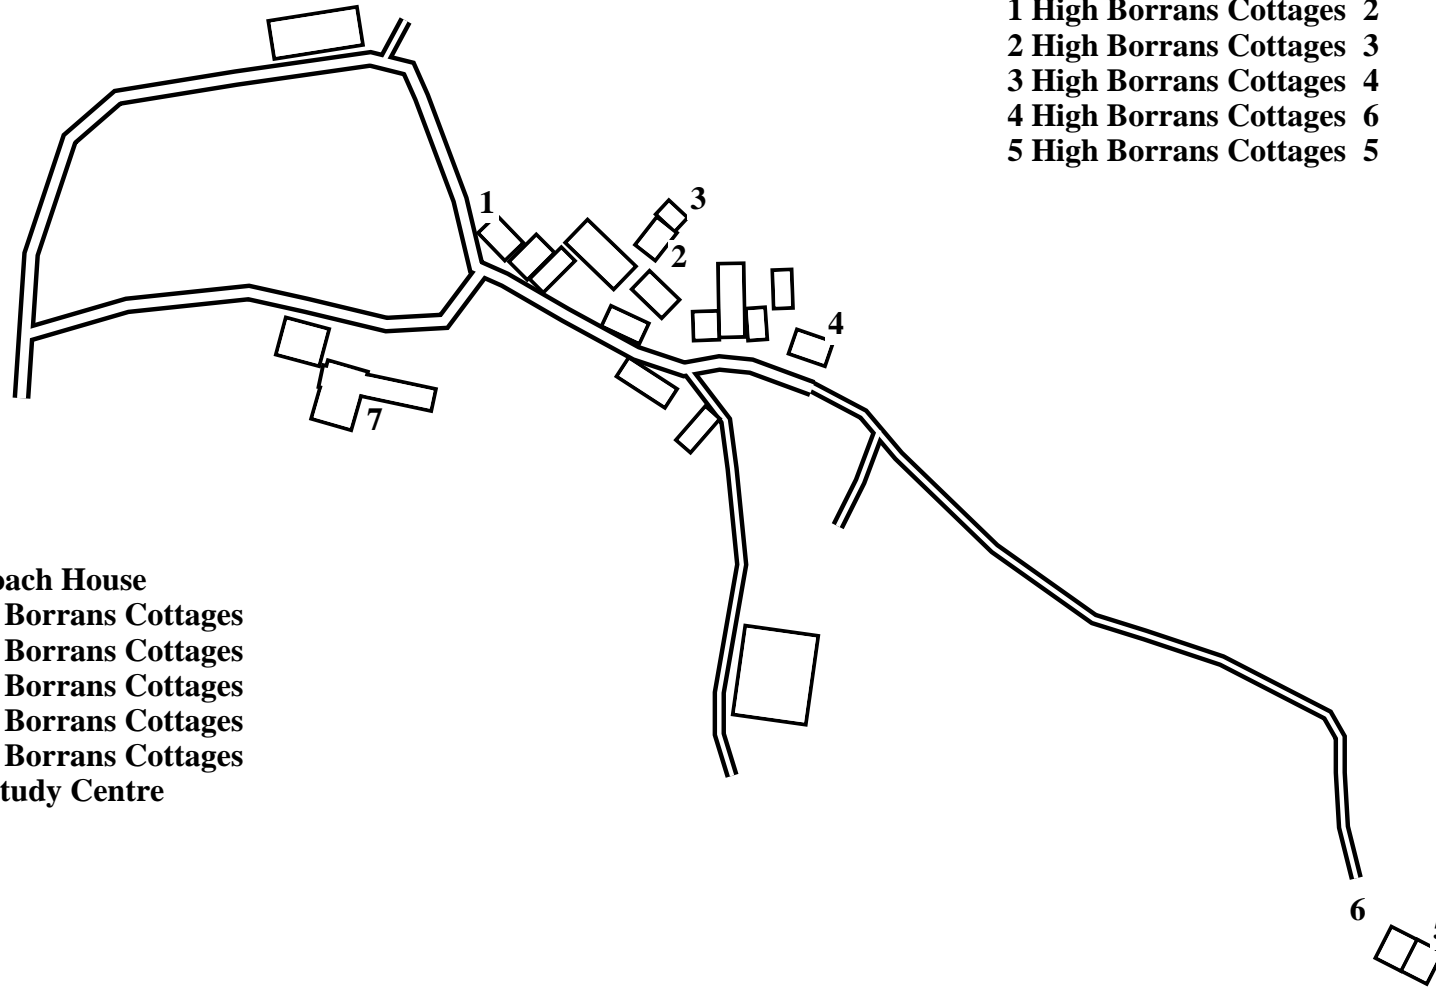 1 High Borrans Cottages 2
2 High Borrans Cottages 3
3 High Borrans Cottages 4
4 High Borrans Cottages 6
5 High Borrans Cottages 5
1
3
2
4
7
House
Borrans Cottages
Borrans Cottages
Borrans Cottages
Borrans Cottages
Borrans Cottages
Centre
6